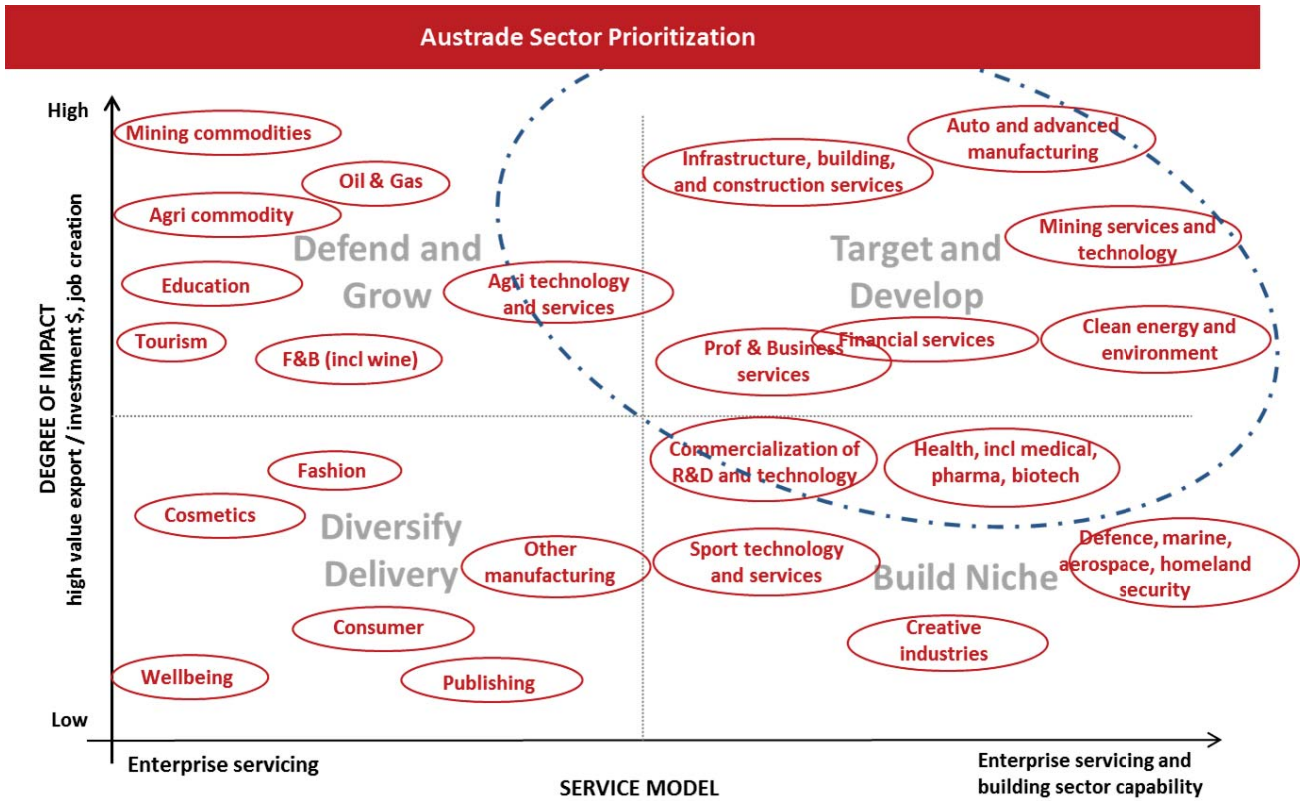 Austrade Sector Prioritization
High
DEGREE OF IMPACT
high value export / investment $, job creation
Low
Mining commodities
Oil & Gas
Agri commodity
Defend and
Grow
Education
Agri technology
and services
Tourism
F&B (incl wine)
Infrastructure, building,
and construction services
Auto and advanced
manufacturing
Mining services and
technology
Target and
Develop
Financial services
Prof & Business
services
Clean energy and
environment
Fashion
Cosmetics
Diversify
Delivery
Other
manufacturing
Consumer
Wellbeing
Publishing
Commercialization of
R&D and technology
Health, incl medical,
pharma, biotech
Sport technology
and services
Build Niche
Defence, marine,
aerospace, homeland
security
Creative
industries
Enterprise servicing
SERVICE MODEL
Enterprise servicing and
building sector capability